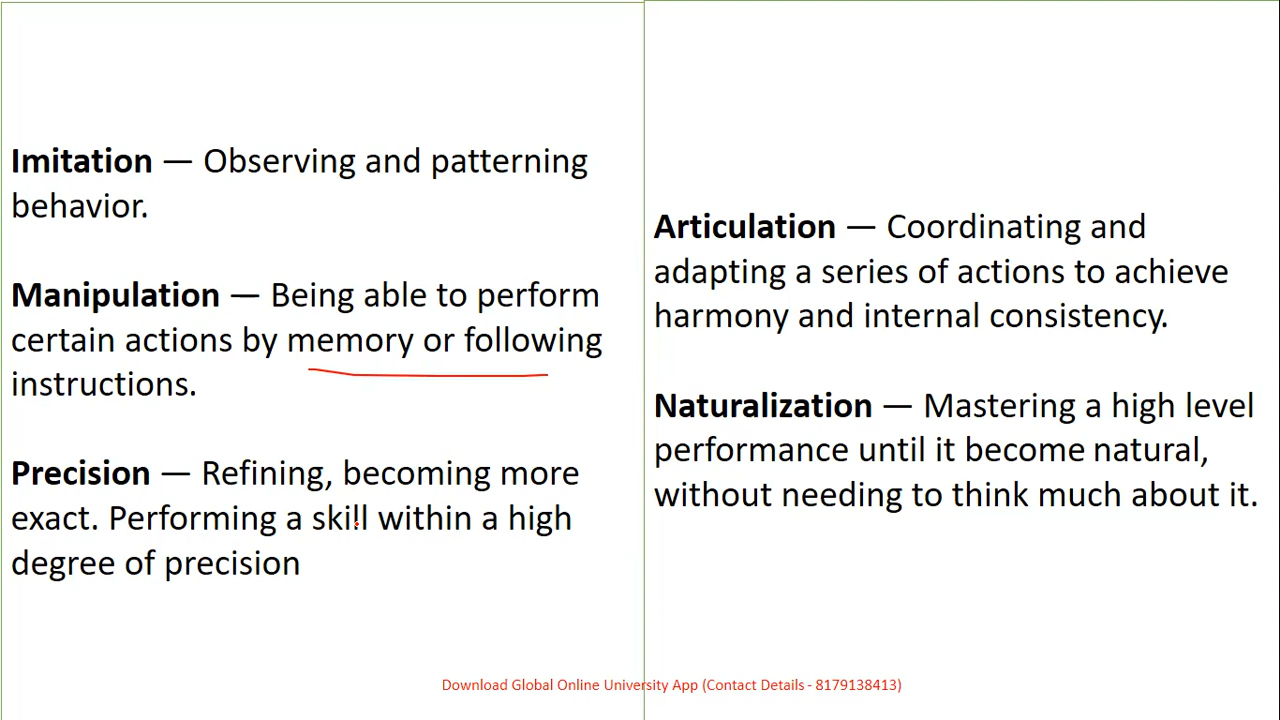 Imitation — Observing and patterning
behavior.
Manipulation — Being able to perform
certain actions by memory or following
instructions.
Precision — Refining, becoming more
exact. Performing a skill within a high
degree of precision
Articulation — Coordinating and
adapting a series of actions to achieve
harmony and internal consistency.
Naturalization — Mastering a high level
performance until it become natural,
without needing to think much about it.
Download Global Online University App (Contact Details - 8179138413)